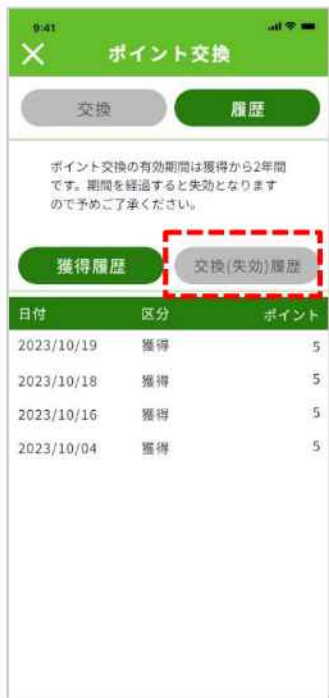 9:41
ポイント交換
交換 履歴
ポイント交換の有効期間は獲得から2年間
です。期間を経過すると失効となります
ので予めご了承ください。
獲得履歴 交換(失効)履歴
日付 区分 ポイント
2023/10/19 獲得 5
2023/10/18 獲得 5
2023/10/16 獲得 5
2023/10/04 獲得 5